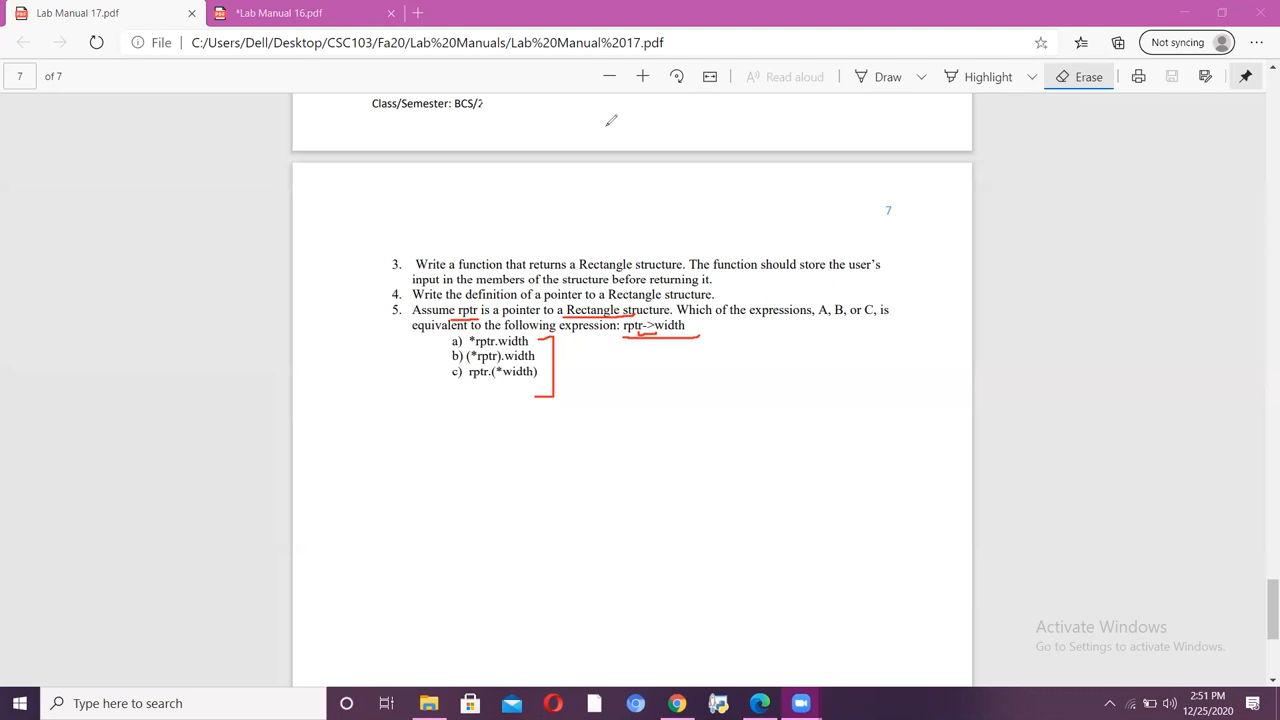 Lab Manual 17.pdf
*Lab Manual 16.pdf
File C:/Users/Dell/Desktop/CSC103/Fa20/Lab%20Manuals/Lab%20Manual%2017.pdf
Not syncing
7 of 7
Read aloud
Draw
Highlight
Erase
Class/Semester: BCS/2
7
3. Write a function that returns a Rectangle structure. The function should store the user's
input in the members of the structure before returning it.
4. Write the definition of a pointer to a Rectangle structure.
5. Assume rptr is a pointer to a Rectangle structure. Which of the expressions, A, B, or C, is
equivalent to the following expression: rptr->width
a) *rptr.width
b) (*rptr).width
c) rptr.(*width)
Activate Windows
Go to Settings to activate Windows.
Type here to search
2:51 PM
12/25/2020